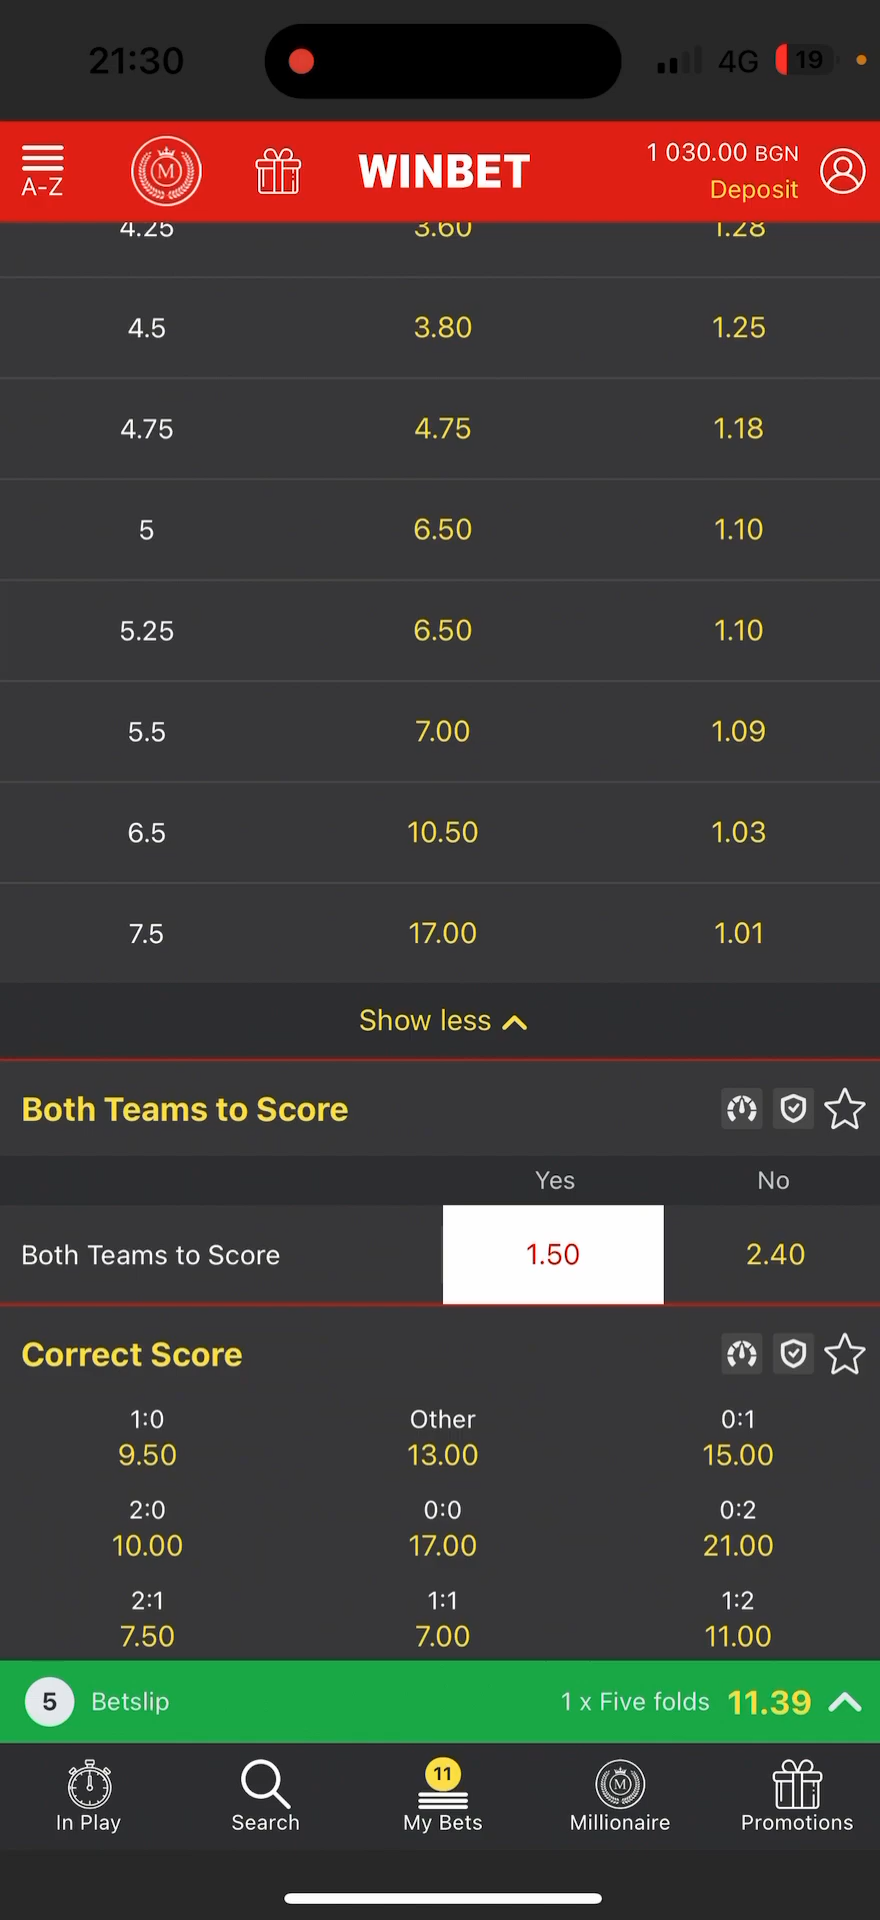 21:30 4G 19
A-Z M WINBET 1 030.00 BGN
Deposit
4.25 3.60 1.28
4.5 3.80 1.25
4.75 4.75 1.18
5 6.50 1.10
5.25 6.50 1.10
5.5 7.00 1.09
6.5 10.50 1.03
7.5 17.00 1.01
Show less
Both Teams to Score
Yes No
Both Teams to Score 1.50 2.40
Correct Score
1:0 Other 0:1
9.50 13.00 15.00
2:0 0:0 0:2
10.00 17.00 21.00
2:1 1:1 1:2
7.50 7.00 11.00
5 Betslip 1 x Five folds 11.39
11 M
In Play Search My Bets Millionaire Promotions